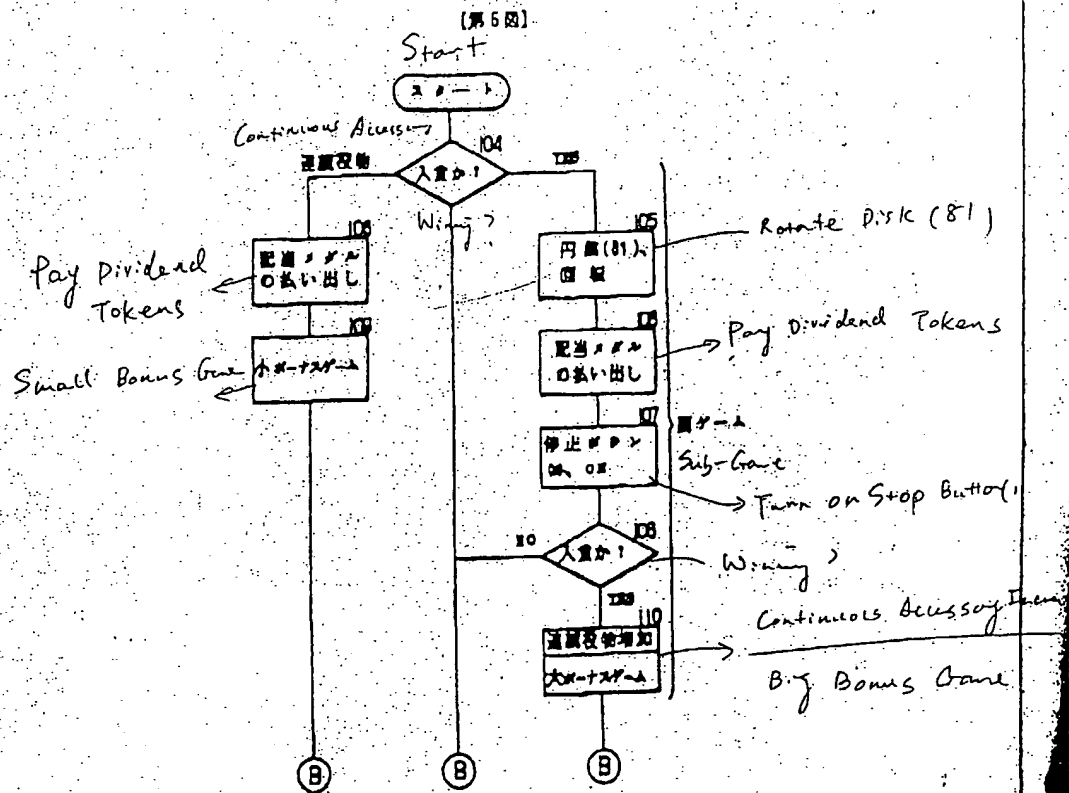 【第5図】
Start
スタート
Continuous Accessory
104
連続役物
入賞か?
YES
Wining ?
105
Rotate Disk (81)
円盤(81)、
回転
Pay Dividend
Tokens
配当メダル
の払い出し
配当メダル
の払い出し
Pay Dividend Tokens
109
Small Bonus Game
小ボーナスゲーム
107
停止ボタン
裏ゲーム
Sub-Game
Turn on Stop Button
NO
入賞か?
Wining ?
YES
110
連続役物増加
Continuous Accessory
大ボーナスゲーム
Big Bonus Game
B
B
B